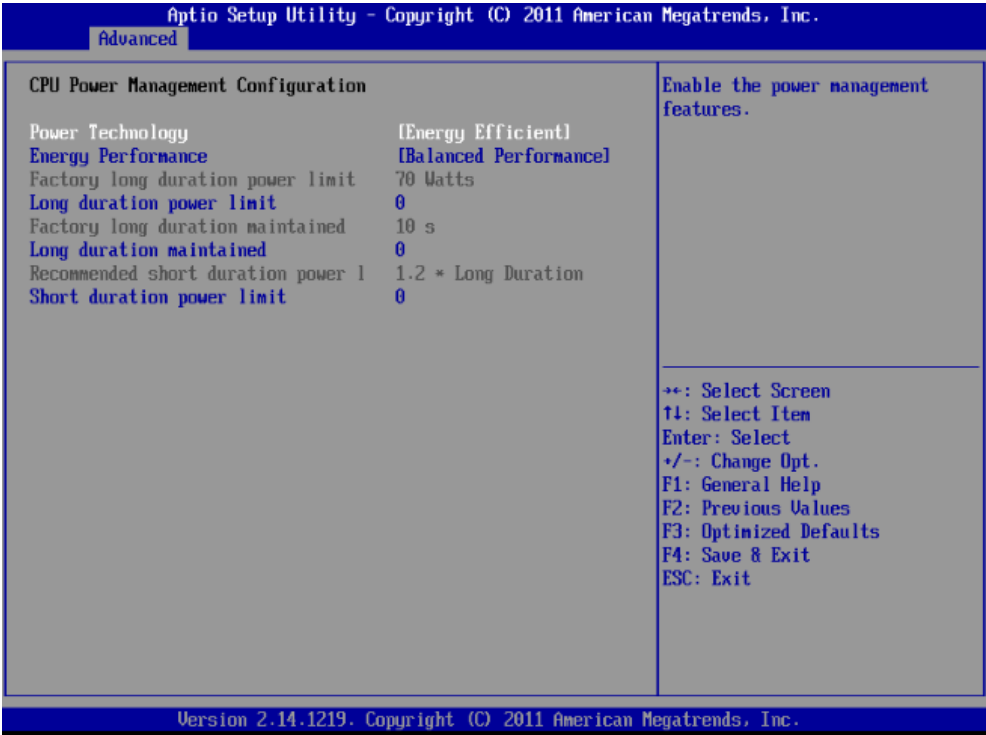 Aptio Setup Utility - Copyright (C) 2011 American Megatrends, Inc.
Advanced
CPU Power Management Configuration
Power Technology [Energy Efficient]
Energy Performance [Balanced Performance]
Factory long duration power limit 70 Watts
Long duration power limit 0
Factory long duration maintained 10 s
Long duration maintained 0
Recommended short duration power l 1.2 * Long Duration
Short duration power limit 0
Enable the power management
features.
→←: Select Screen
↑↓: Select Item
Enter: Select
+/-: Change Opt.
F1: General Help
F2: Previous Values
F3: Optimized Defaults
F4: Save & Exit
ESC: Exit
Version 2.14.1219. Copyright (C) 2011 American Megatrends, Inc.